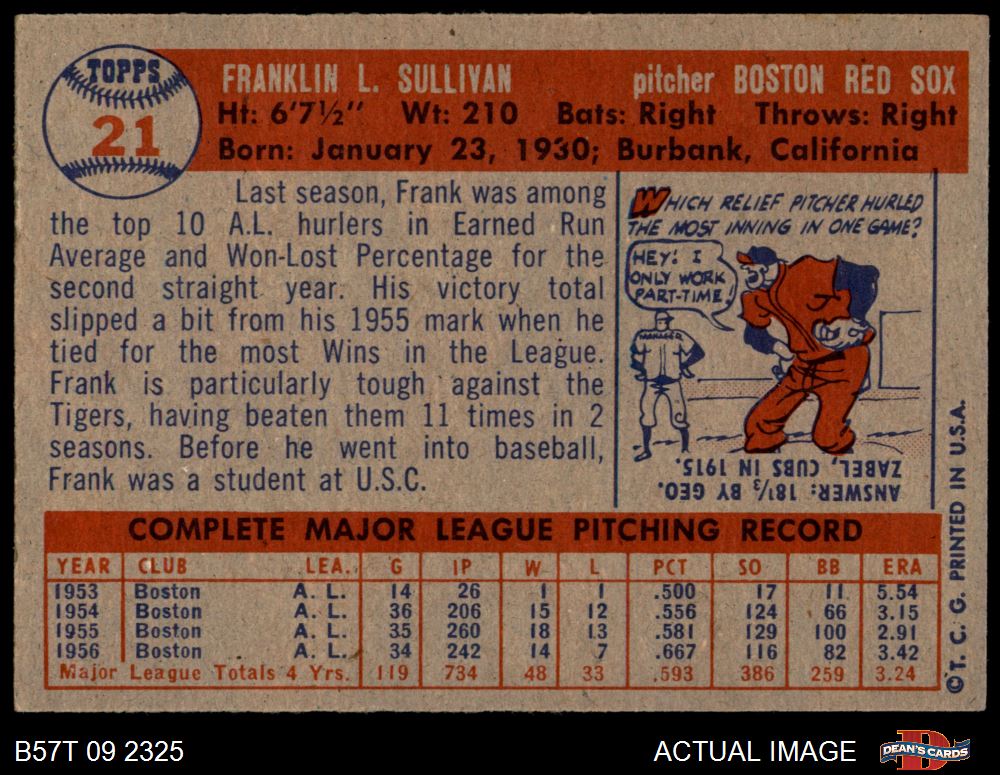 TOPPS
21
FRANKLIN L. SULLIVAN pitcher BOSTON RED SOX
Ht: 6'7½" Wt: 210 Bats: Right Throws: Right
Born: January 23, 1930; Burbank, California
Last season, Frank was among
the top 10 A.L. hurlers in Earned Run
Average and Won-Lost Percentage for the
second straight year. His victory total
slipped a bit from his 1955 mark when he
tied for the most Wins in the League.
Frank is particularly tough against the
Tigers, having beaten them 11 times in 2
seasons. Before he went into baseball,
Frank was a student at U.S.C.
WHICH RELIEF PITCHER HURLED
THE MOST INNING IN ONE GAME?
HEY! I
ONLY WORK
PART-TIME!
MANAGER
ANSWER: 18⅓ BY GEO.
ZABEL, CUBS IN 1915.
COMPLETE MAJOR LEAGUE PITCHING RECORD
YEAR CLUB LEA. G IP W L PCT SO BB ERA
1953 Boston A. L. 14 26 1 1 .500 17 11 5.54
1954 Boston A. L. 36 206 15 12 .556 124 66 3.15
1955 Boston A. L. 35 260 18 13 .581 129 100 2.91
1956 Boston A. L. 34 242 14 7 .667 116 82 3.42
Major League Totals 4 Yrs. 119 734 48 33 .593 386 259 3.24
©T. C. G. PRINTED IN U.S.A.
B57T 09 2325 ACTUAL IMAGE
DEAN'S CARDS